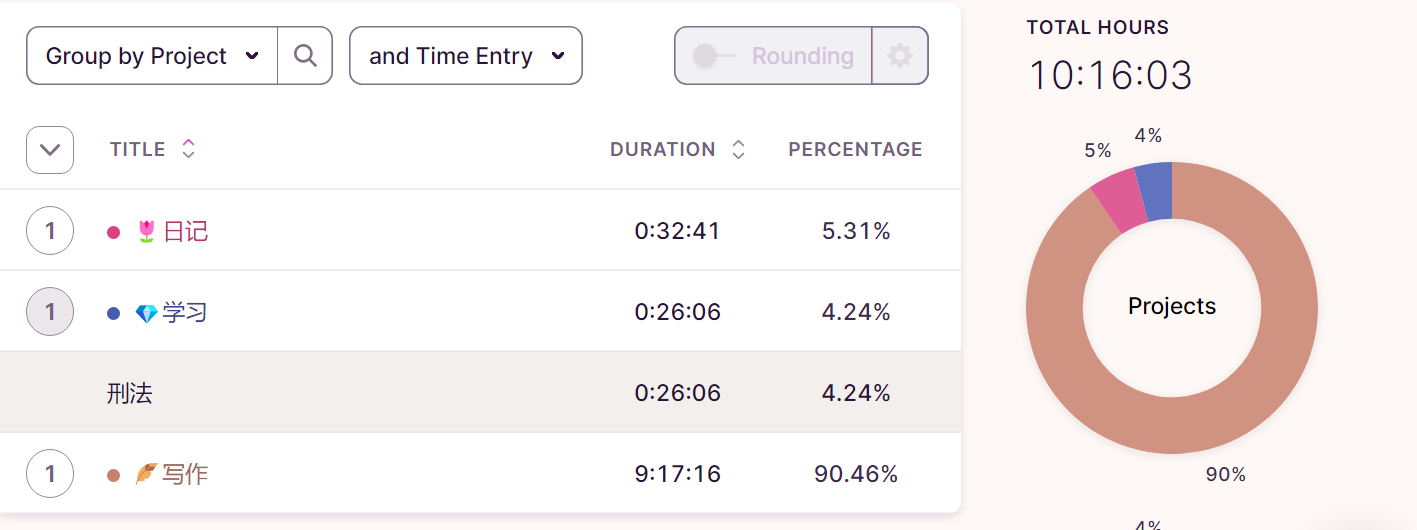 Group by Project
and Time Entry
Rounding
TITLE
DURATION
PERCENTAGE
1
日记
0:32:41
5.31%
1
学习
0:26:06
4.24%
刑法
0:26:06
4.24%
1
写作
9:17:16
90.46%
TOTAL HOURS
10:16:03
4%
5%
Projects
90%
4%